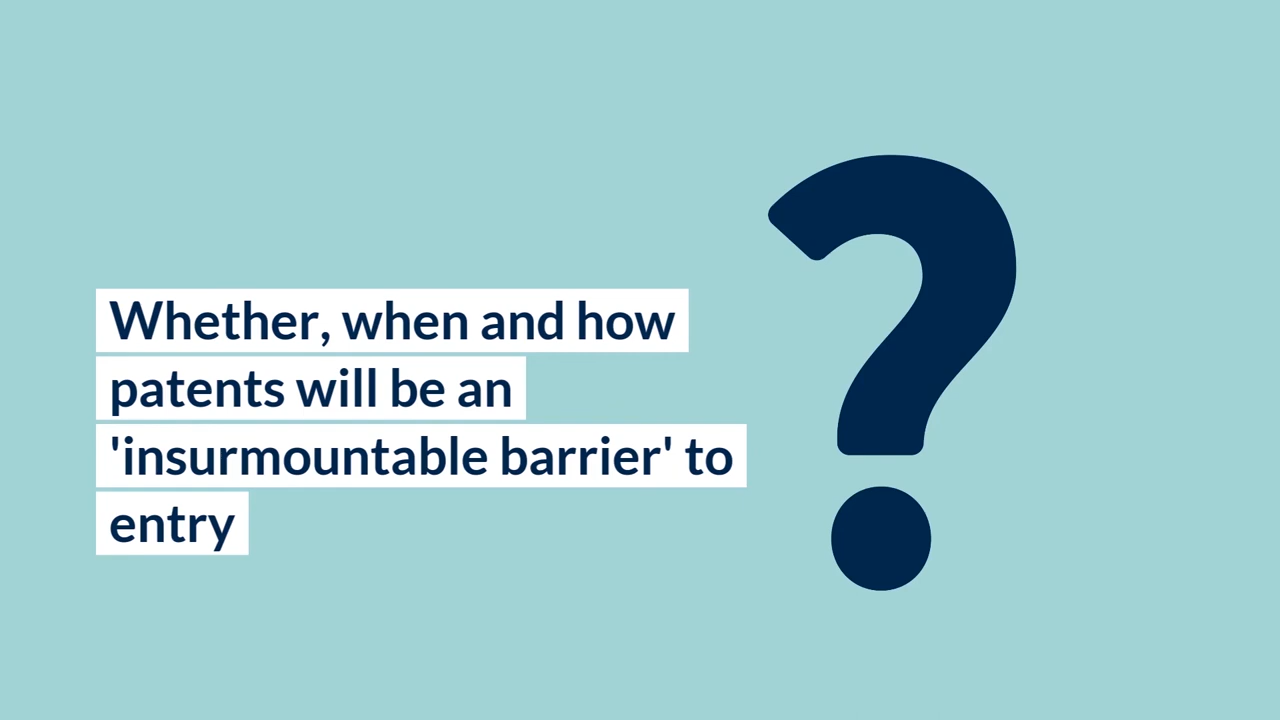 Whether, when and how
patents will be an
'insurmountable barrier' to
entry
?